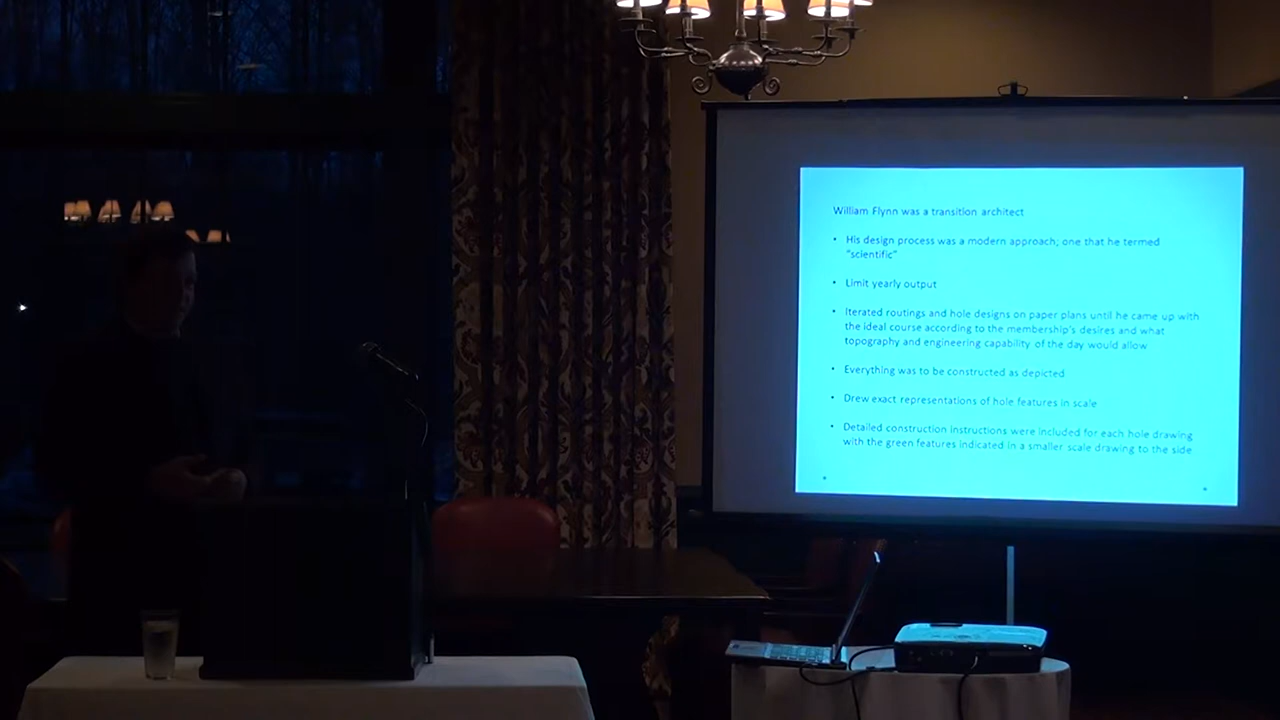 William Flynn was a transition architect
• His design process was a modern approach; one that he termed
"scientific"
• Limit yearly output
• Iterated routings and hole designs on paper plans until he came up with
the ideal course according to the membership's desires and what
topography and engineering capability of the day would allow
• Everything was to be constructed as depicted
• Drew exact representations of hole features in scale
• Detailed construction instructions were included for each hole drawing
with the green features indicated in a smaller scale drawing to the side